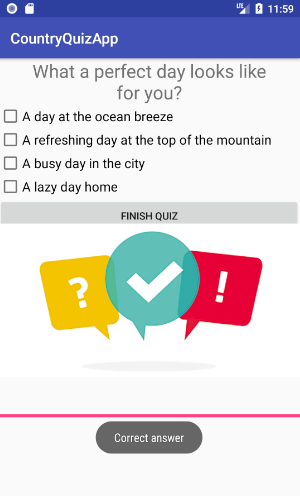 11:59
CountryQuizApp
What a perfect day looks like
for you?
A day at the ocean breeze
A refreshing day at the top of the mountain
A busy day in the city
A lazy day home
FINISH QUIZ
? !
Correct answer